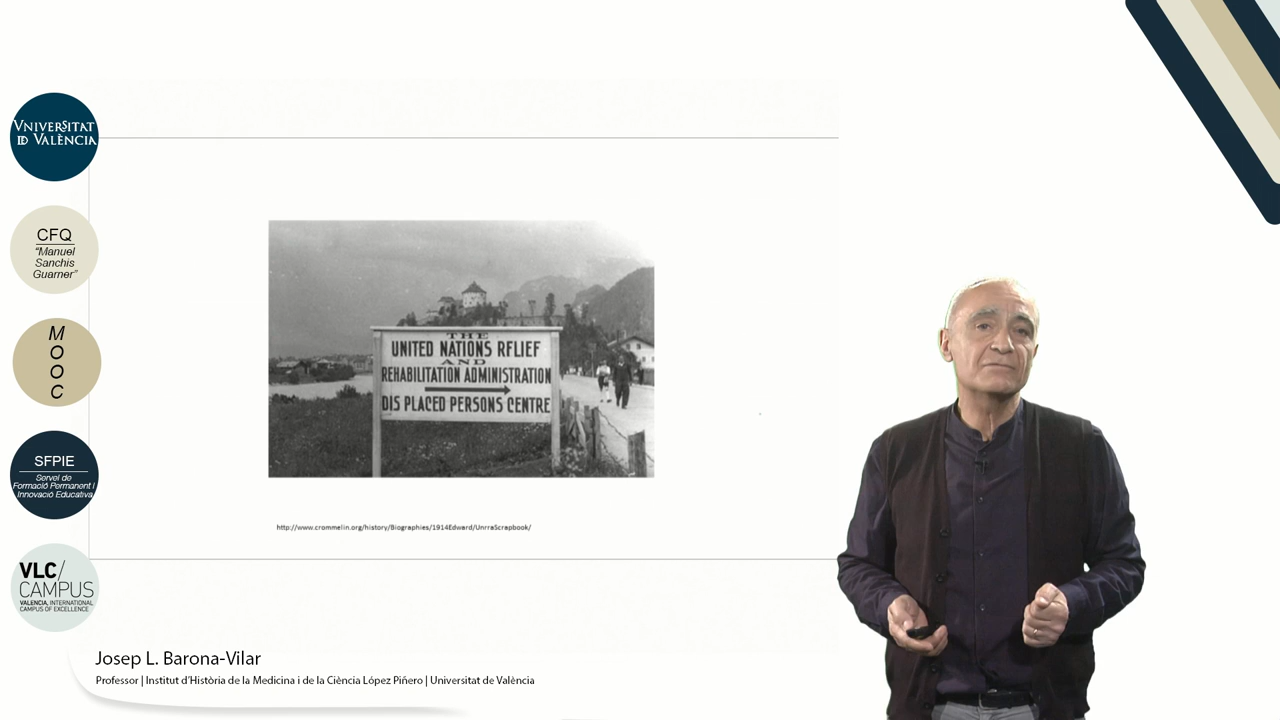 VNIVERSITAT
ID VALÈNCIA
CFQ
“Manuel
Sanchis
Guarner”
M
O
O
C
SFPIE
Servei de
Formació Permanent i
Innovació Educativa
VLC/
CAMPUS
VALENCIA, INTERNATIONAL
CAMPUS OF EXCELLENCE
THE
UNITED NATIONS RELIEF
AND
REHABILITATION ADMINISTRATION
DIS PLACED PERSONS CENTRE
http://www.crommelin.org/history/Biographies/1914Edward/UnrraScrapbook/
Josep L. Barona-Vilar
Professor | Institut d’Història de la Medicina i de la Ciència López Piñero | Universitat de València